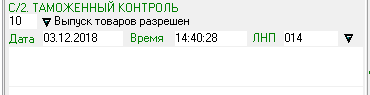 С/2. ТАМОЖЕННЫЙ КОНТРОЛЬ
10 Выпуск товаров разрешен
Дата 03.12.2018 Время 14:40:28 ЛНП 014